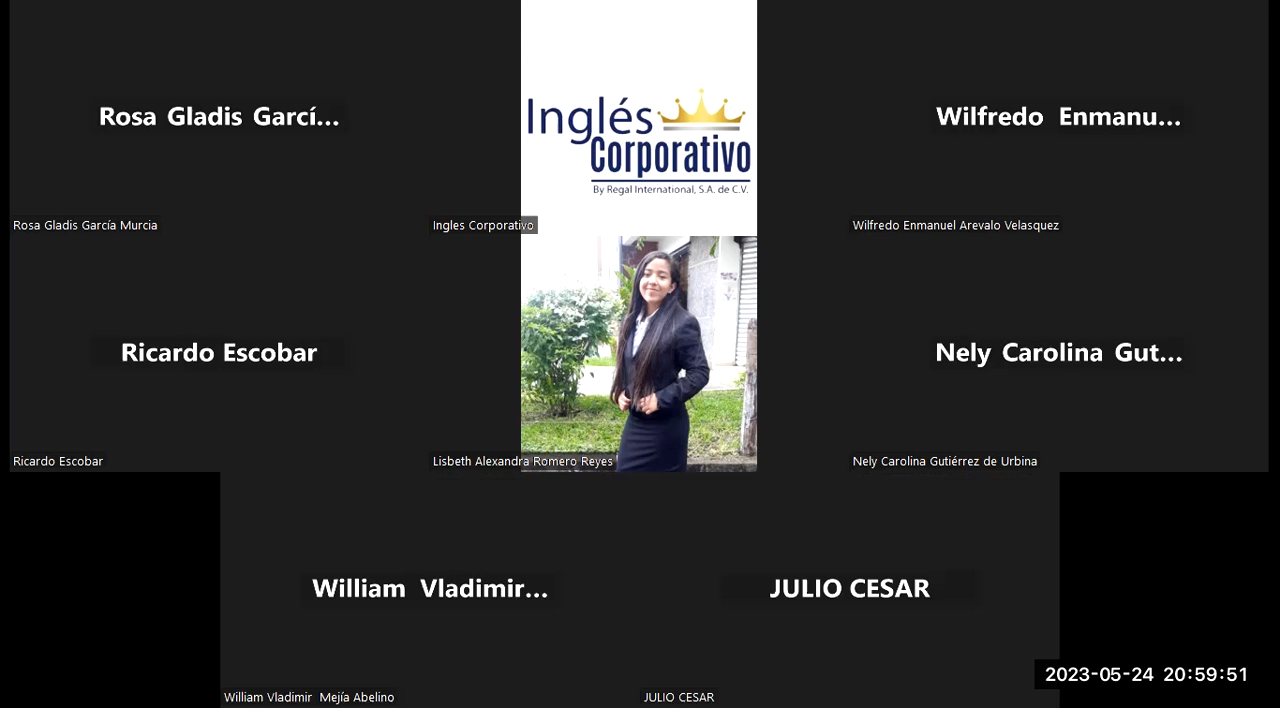 Rosa Gladis Garcí...
Inglés
Corporativo
By Regal International, S.A. de C.V.
Wilfredo Enmanu...
Rosa Gladis García Murcia
Ingles Corporativo
Wilfredo Enmanuel Arevalo Velasquez
Ricardo Escobar
Nely Carolina Gut...
Ricardo Escobar
Lisbeth Alexandra Romero Reyes
Nely Carolina Gutiérrez de Urbina
William Vladimir...
JULIO CESAR
2023-05-24 20:59:51
William Vladimir Mejía Abelino
JULIO CESAR